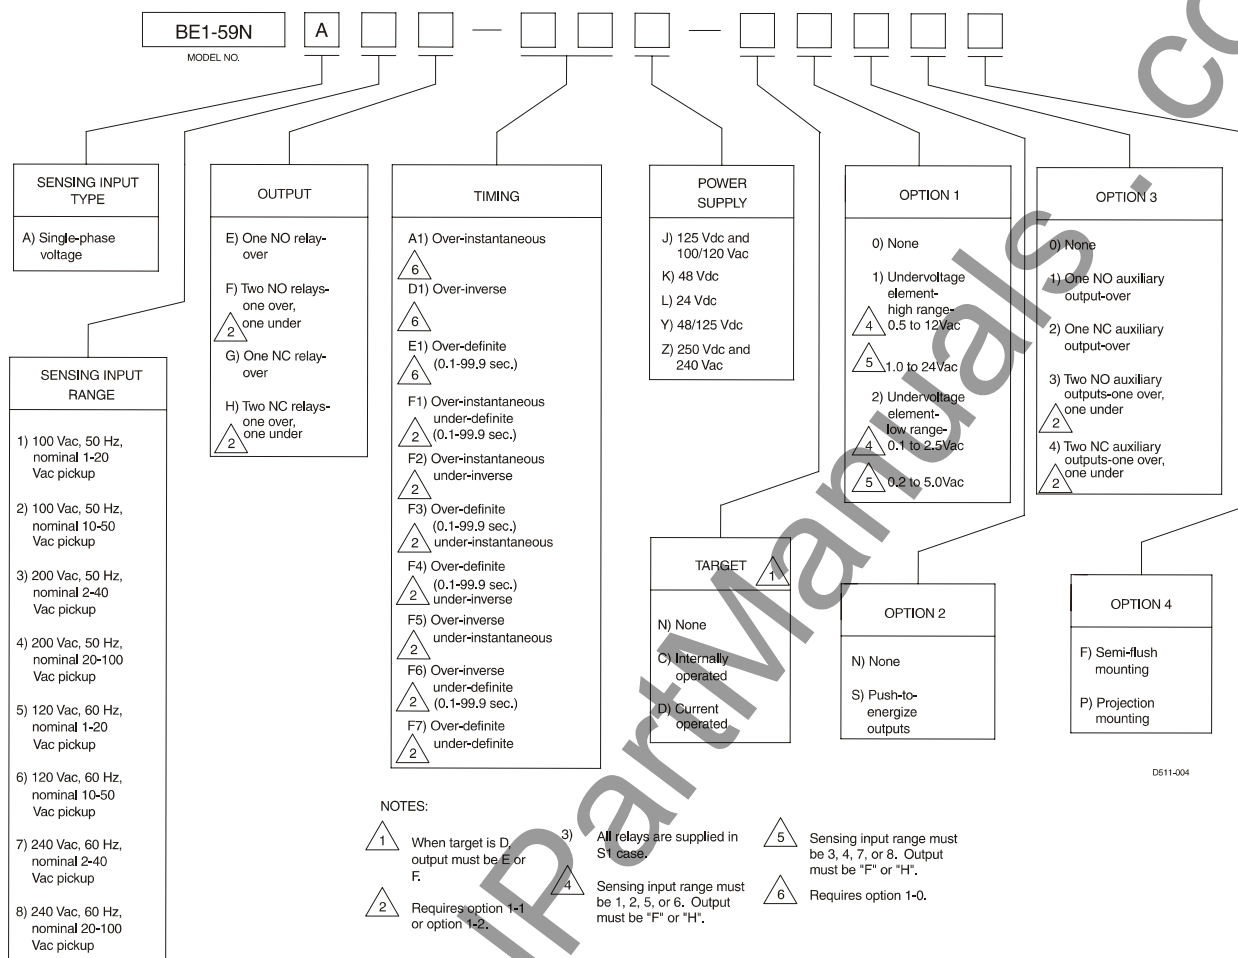 BE1-59N A
MODEL NO.
SENSING INPUT
TYPE
A) Single-phase
voltage
SENSING INPUT
RANGE
1) 100 Vac, 50 Hz,
nominal 1-20
Vac pickup
2) 100 Vac, 50 Hz,
nominal 10-50
Vac pickup
3) 200 Vac, 50 Hz,
nominal 2-40
Vac pickup
4) 200 Vac, 50 Hz,
nominal 20-100
Vac pickup
5) 120 Vac, 60 Hz,
nominal 1-20
Vac pickup
6) 120 Vac, 60 Hz,
nominal 10-50
Vac pickup
7) 240 Vac, 60 Hz,
nominal 2-40
Vac pickup
8) 240 Vac, 60 Hz,
nominal 20-100
Vac pickup
OUTPUT
E) One NO relay-
over
F) Two NO relays-
one over,
2 one under
G) One NC relay-
over
H) Two NC relays-
one over,
2 one under
TIMING
A1) Over-instantaneous
6
D1) Over-inverse
6
E1) Over-definite
6 (0.1-99.9 sec.)
F1) Over-instantaneous
under-definite
2 (0.1-99.9 sec.)
F2) Over-instantaneous
2 under-inverse
F3) Over-definite
(0.1-99.9 sec.)
2 under-instantaneous
F4) Over-definite
(0.1-99.9 sec.)
2 under-inverse
F5) Over-inverse
2 under-instantaneous
F6) Over-inverse
under-definite
2 (0.1-99.9 sec.)
F7) Over-definite
2 under-definite
POWER
SUPPLY
J) 125 Vdc and
100/120 Vac
K) 48 Vdc
L) 24 Vdc
Y) 48/125 Vdc
Z) 250 Vdc and
240 Vac
TARGET 1
N) None
C) Internally
operated
D) Current
operated
OPTION 1
0) None
1) Undervoltage
element-
high range-
4 0.5 to 12Vac
5 1.0 to 24Vac
2) Undervoltage
element-
low range-
4 0.1 to 2.5Vac
5 0.2 to 5.0Vac
OPTION 2
N) None
S) Push-to-
energize
outputs
OPTION 3
0) None
1) One NO auxiliary
output-over
2) One NC auxiliary
output-over
3) Two NO auxiliary
outputs-one over,
2 one under
4) Two NC auxiliary
outputs-one over,
2 one under
OPTION 4
F) Semi-flush
mounting
P) Projection
mounting
D511-004
NOTES:
1 When target is D,
output must be E or
F.
2 Requires option 1-1
or option 1-2.
3) All relays are supplied in
S1 case.
4 Sensing input range must
be 1, 2, 5, or 6. Output
must be "F" or "H".
5 Sensing input range must
be 3, 4, 7, or 8. Output
must be "F" or "H".
6 Requires option 1-0.
lPartManuals.co